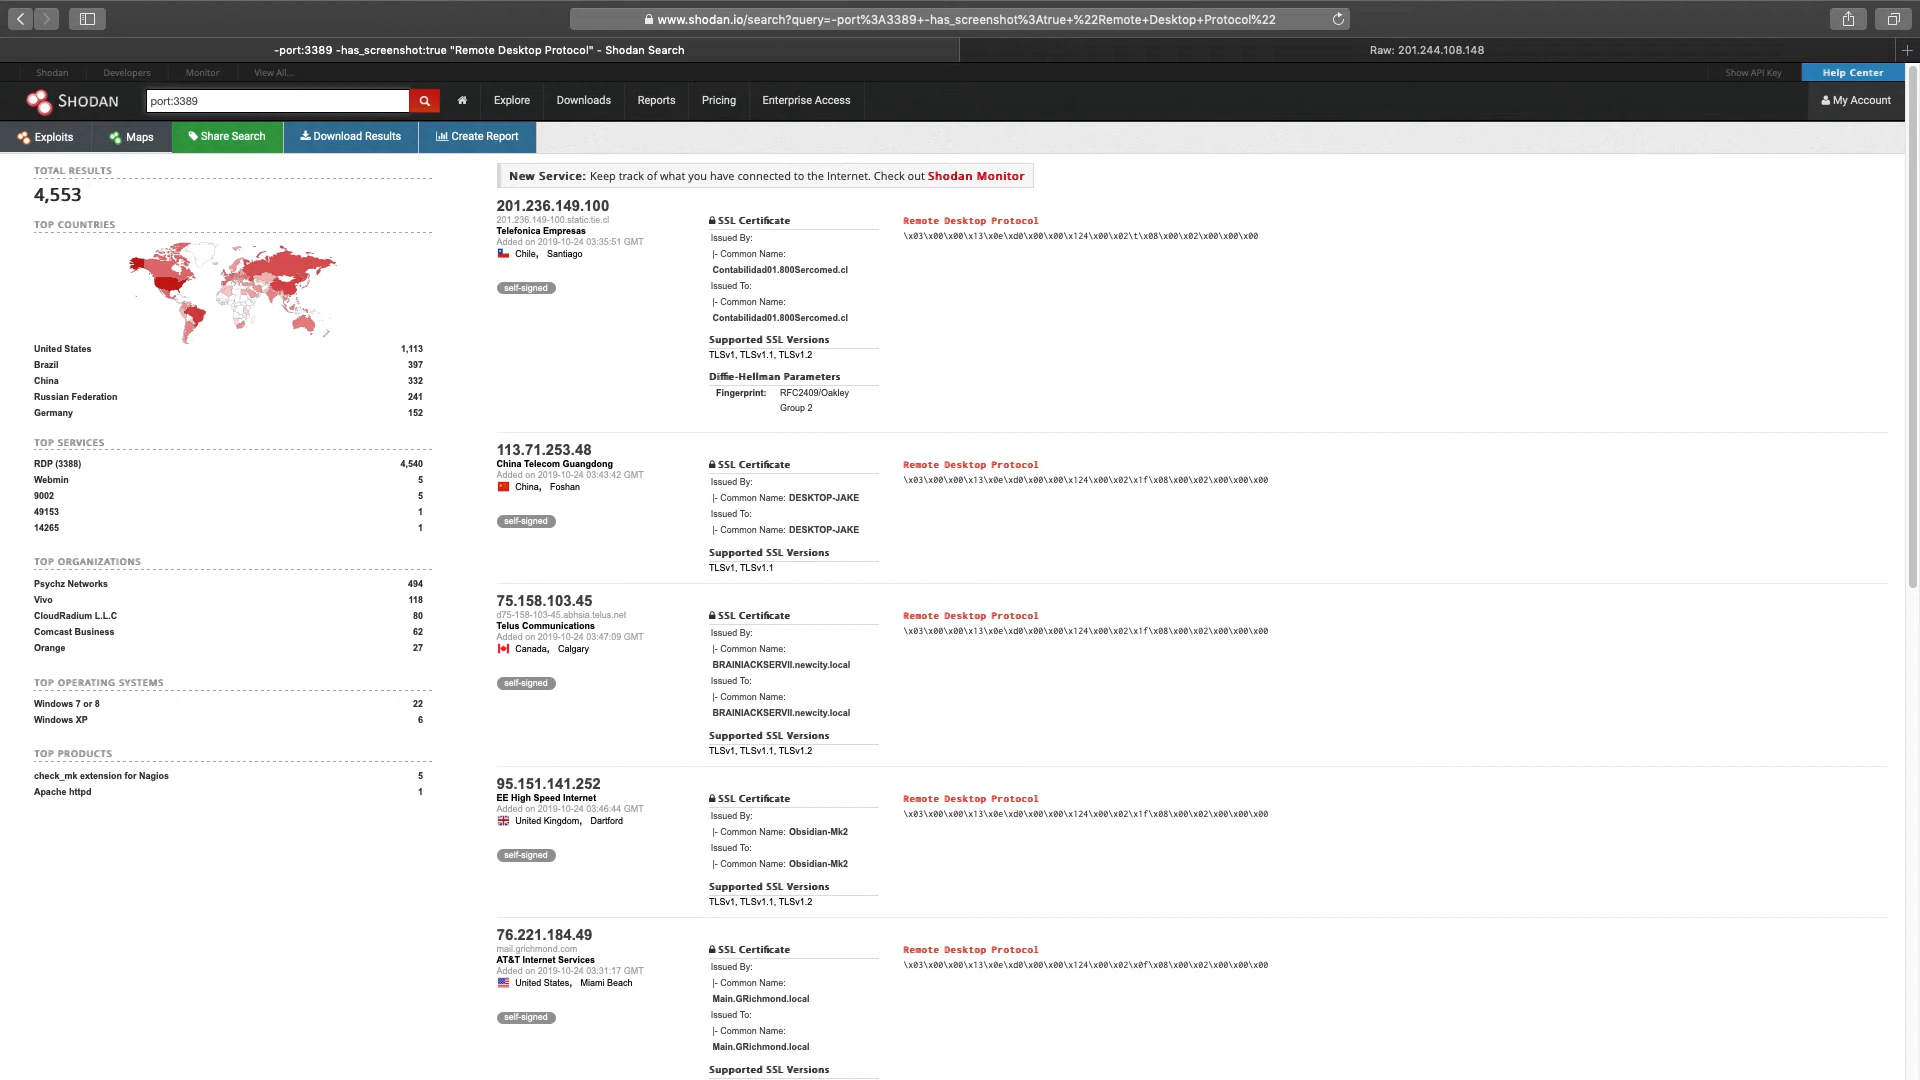 www.shodan.io/search?query=-port%3A3389+-has_screenshot%3Atrue+%22Remote+Desktop+Protocol%22
-port:3389 -has_screenshot:true "Remote Desktop Protocol" - Shodan Search
Raw: 201.244.108.148
Shodan
Developers
Monitor
View All...
Show API Key
Help Center
SHODAN
port:3389
Explore
Downloads
Reports
Pricing
Enterprise Access
My Account
Exploits
Maps
Share Search
Download Results
Create Report
TOTAL RESULTS
4,553
TOP COUNTRIES
United States 1,113
Brazil 397
China 332
Russian Federation 241
Germany 152
TOP SERVICES
RDP (3388) 4,540
Webmin 5
9002 5
49153 1
14265 1
TOP ORGANIZATIONS
Psychz Networks 494
Vivo 118
CloudRadium L.L.C 80
Comcast Business 62
Orange 27
TOP OPERATING SYSTEMS
Windows 7 or 8 22
Windows XP 6
TOP PRODUCTS
check_mk extension for Nagios 5
Apache httpd 1
New Service: Keep track of what you have connected to the Internet. Check out Shodan Monitor
201.236.149.100
201.236.149-100.static.tie.cl
Telefonica Empresas
Added on 2019-10-24 03:35:51 GMT
Chile, Santiago
self-signed
SSL Certificate
Issued By:
|- Common Name:
Contabilidad01.800Sercomed.cl
Issued To:
|- Common Name:
Contabilidad01.800Sercomed.cl
Supported SSL Versions
TLSv1, TLSv1.1, TLSv1.2
Diffie-Hellman Parameters
Fingerprint: RFC2409/Oakley
Group 2
Remote Desktop Protocol
\x03\x00\x00\x13\x0e\xd0\x00\x00\x124\x00\x02\t\x08\x00\x02\x00\x00\x00
113.71.253.48
China Telecom Guangdong
Added on 2019-10-24 03:43:42 GMT
China, Foshan
self-signed
SSL Certificate
Issued By:
|- Common Name: DESKTOP-JAKE
Issued To:
|- Common Name: DESKTOP-JAKE
Supported SSL Versions
TLSv1, TLSv1.1
Remote Desktop Protocol
\x03\x00\x00\x13\x0e\xd0\x00\x00\x124\x00\x02\x1f\x08\x00\x02\x00\x00\x00
75.158.103.45
d75-158-103-45.abhsia.telus.net
Telus Communications
Added on 2019-10-24 03:47:09 GMT
Canada, Calgary
self-signed
SSL Certificate
Issued By:
|- Common Name:
BRAINIACKSERVII.newcity.local
Issued To:
|- Common Name:
BRAINIACKSERVII.newcity.local
Supported SSL Versions
TLSv1, TLSv1.1, TLSv1.2
Remote Desktop Protocol
\x03\x00\x00\x13\x0e\xd0\x00\x00\x124\x00\x02\x1f\x08\x00\x02\x00\x00\x00
95.151.141.252
EE High Speed Internet
Added on 2019-10-24 03:46:44 GMT
United Kingdom, Dartford
self-signed
SSL Certificate
Issued By:
|- Common Name: Obsidian-Mk2
Issued To:
|- Common Name: Obsidian-Mk2
Supported SSL Versions
TLSv1, TLSv1.1, TLSv1.2
Remote Desktop Protocol
\x03\x00\x00\x13\x0e\xd0\x00\x00\x124\x00\x02\x1f\x08\x00\x02\x00\x00\x00
76.221.184.49
mail.grichmond.com
AT&T Internet Services
Added on 2019-10-24 03:31:17 GMT
United States, Miami Beach
self-signed
SSL Certificate
Issued By:
|- Common Name:
Main.GRichmond.local
Issued To:
|- Common Name:
Main.GRichmond.local
Supported SSL Versions
Remote Desktop Protocol
\x03\x00\x00\x13\x0e\xd0\x00\x00\x124\x00\x02\x0f\x08\x00\x02\x00\x00\x00